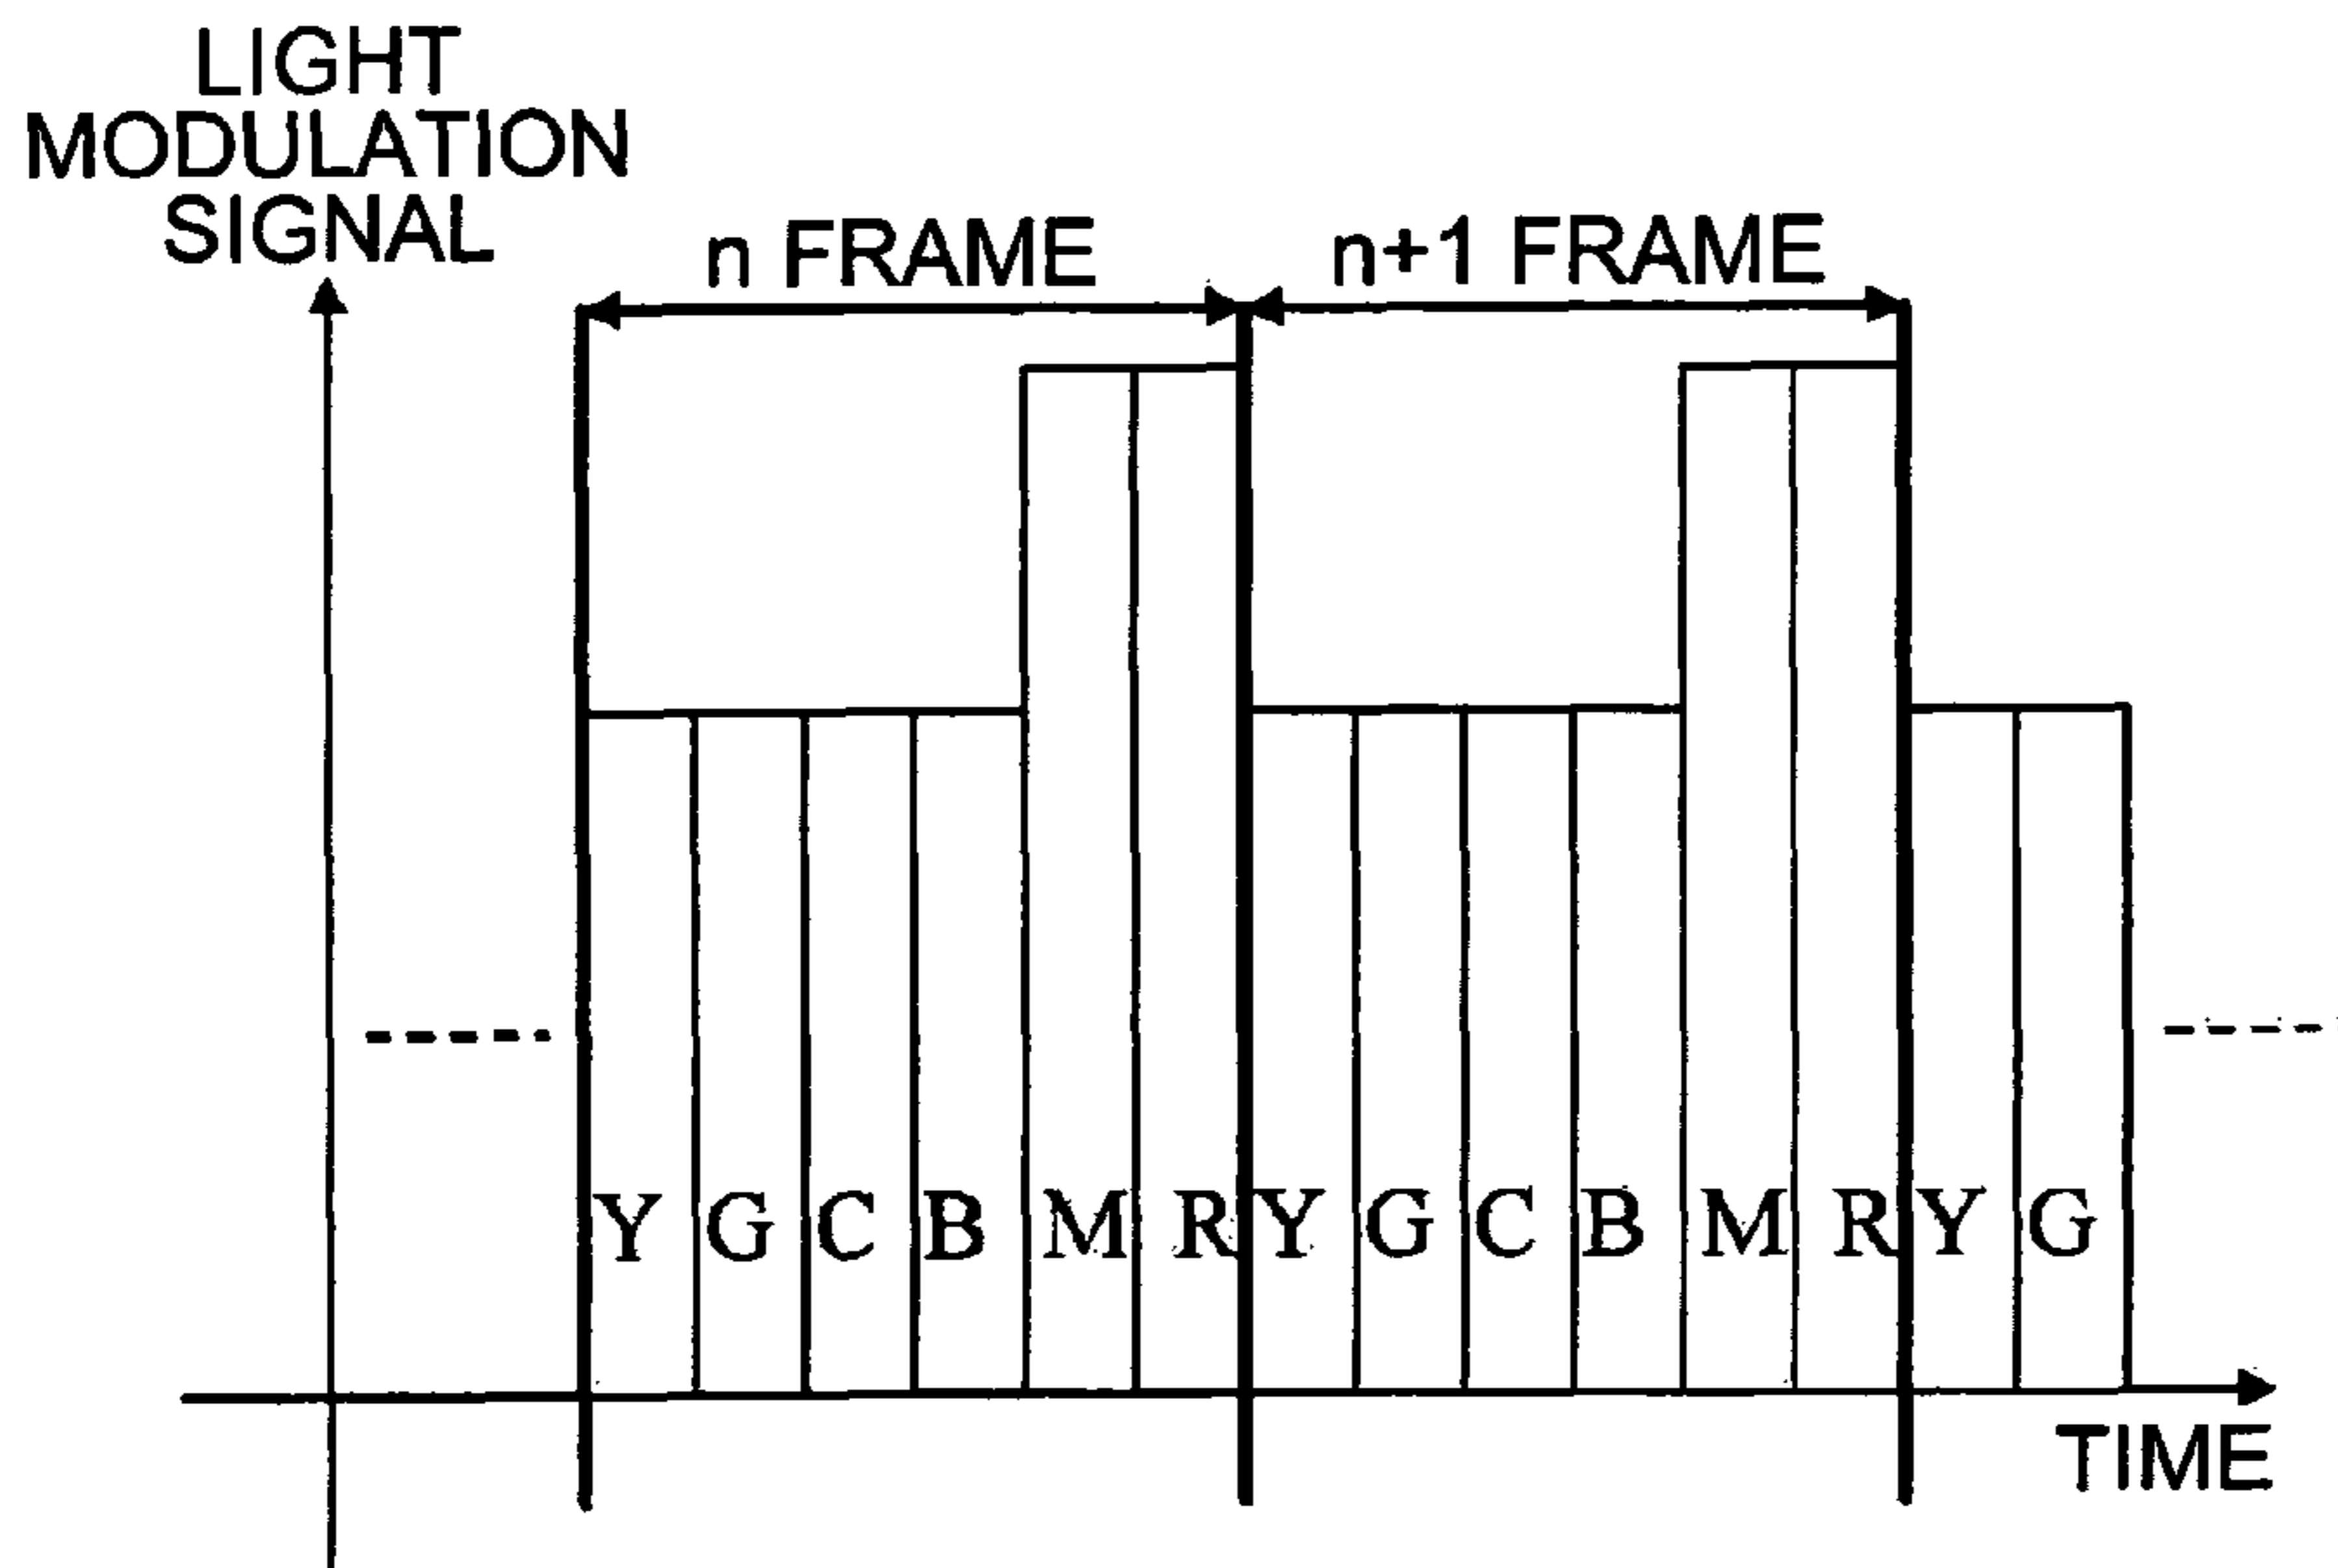 LIGHT
MODULATION
SIGNAL
n FRAME n+1 FRAME
Y G C B M R Y G C B M R Y G
TIME